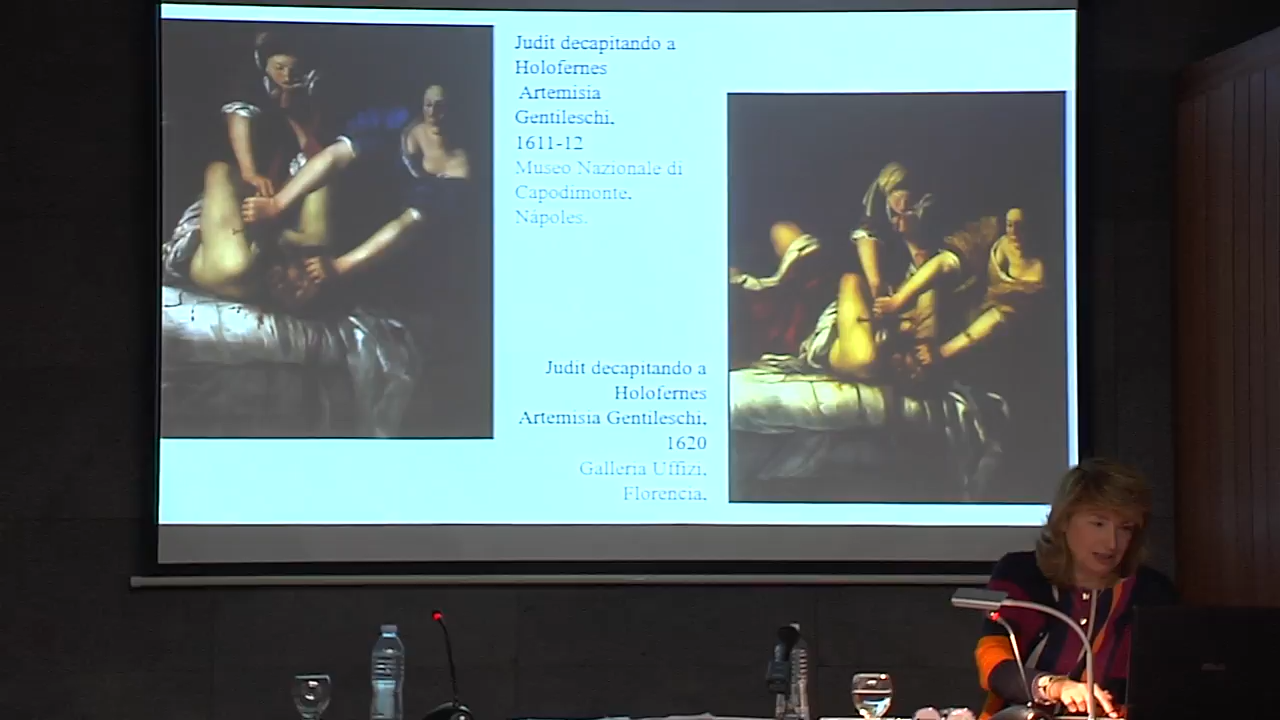 Judit decapitando a
Holofernes
Artemisia
Gentileschi.
1611-12
Museo Nazionale di
Capodimonte.
Nápoles.
Judit decapitando a
Holofernes
Artemisia Gentileschi.
1620
Galleria Uffizi.
Florencia.